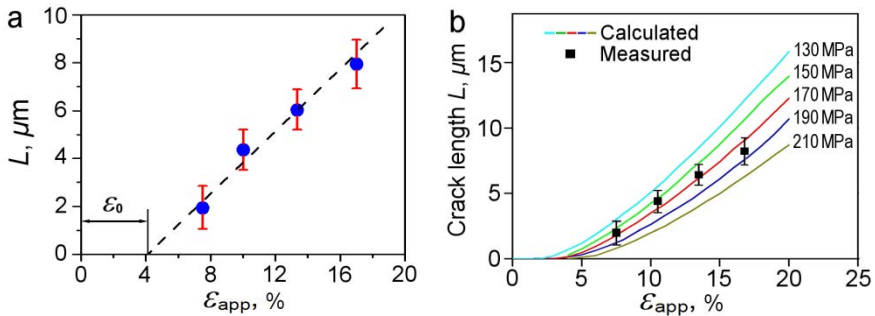 a
L, μm
10
8
6
4
2
0
ε₀
0
4
8
12
16
20
εapp, %
b
Calculated
Measured
130 MPa
150 MPa
170 MPa
190 MPa
210 MPa
Crack length L, μm
15
10
5
0
0
5
10
15
20
25
εapp, %